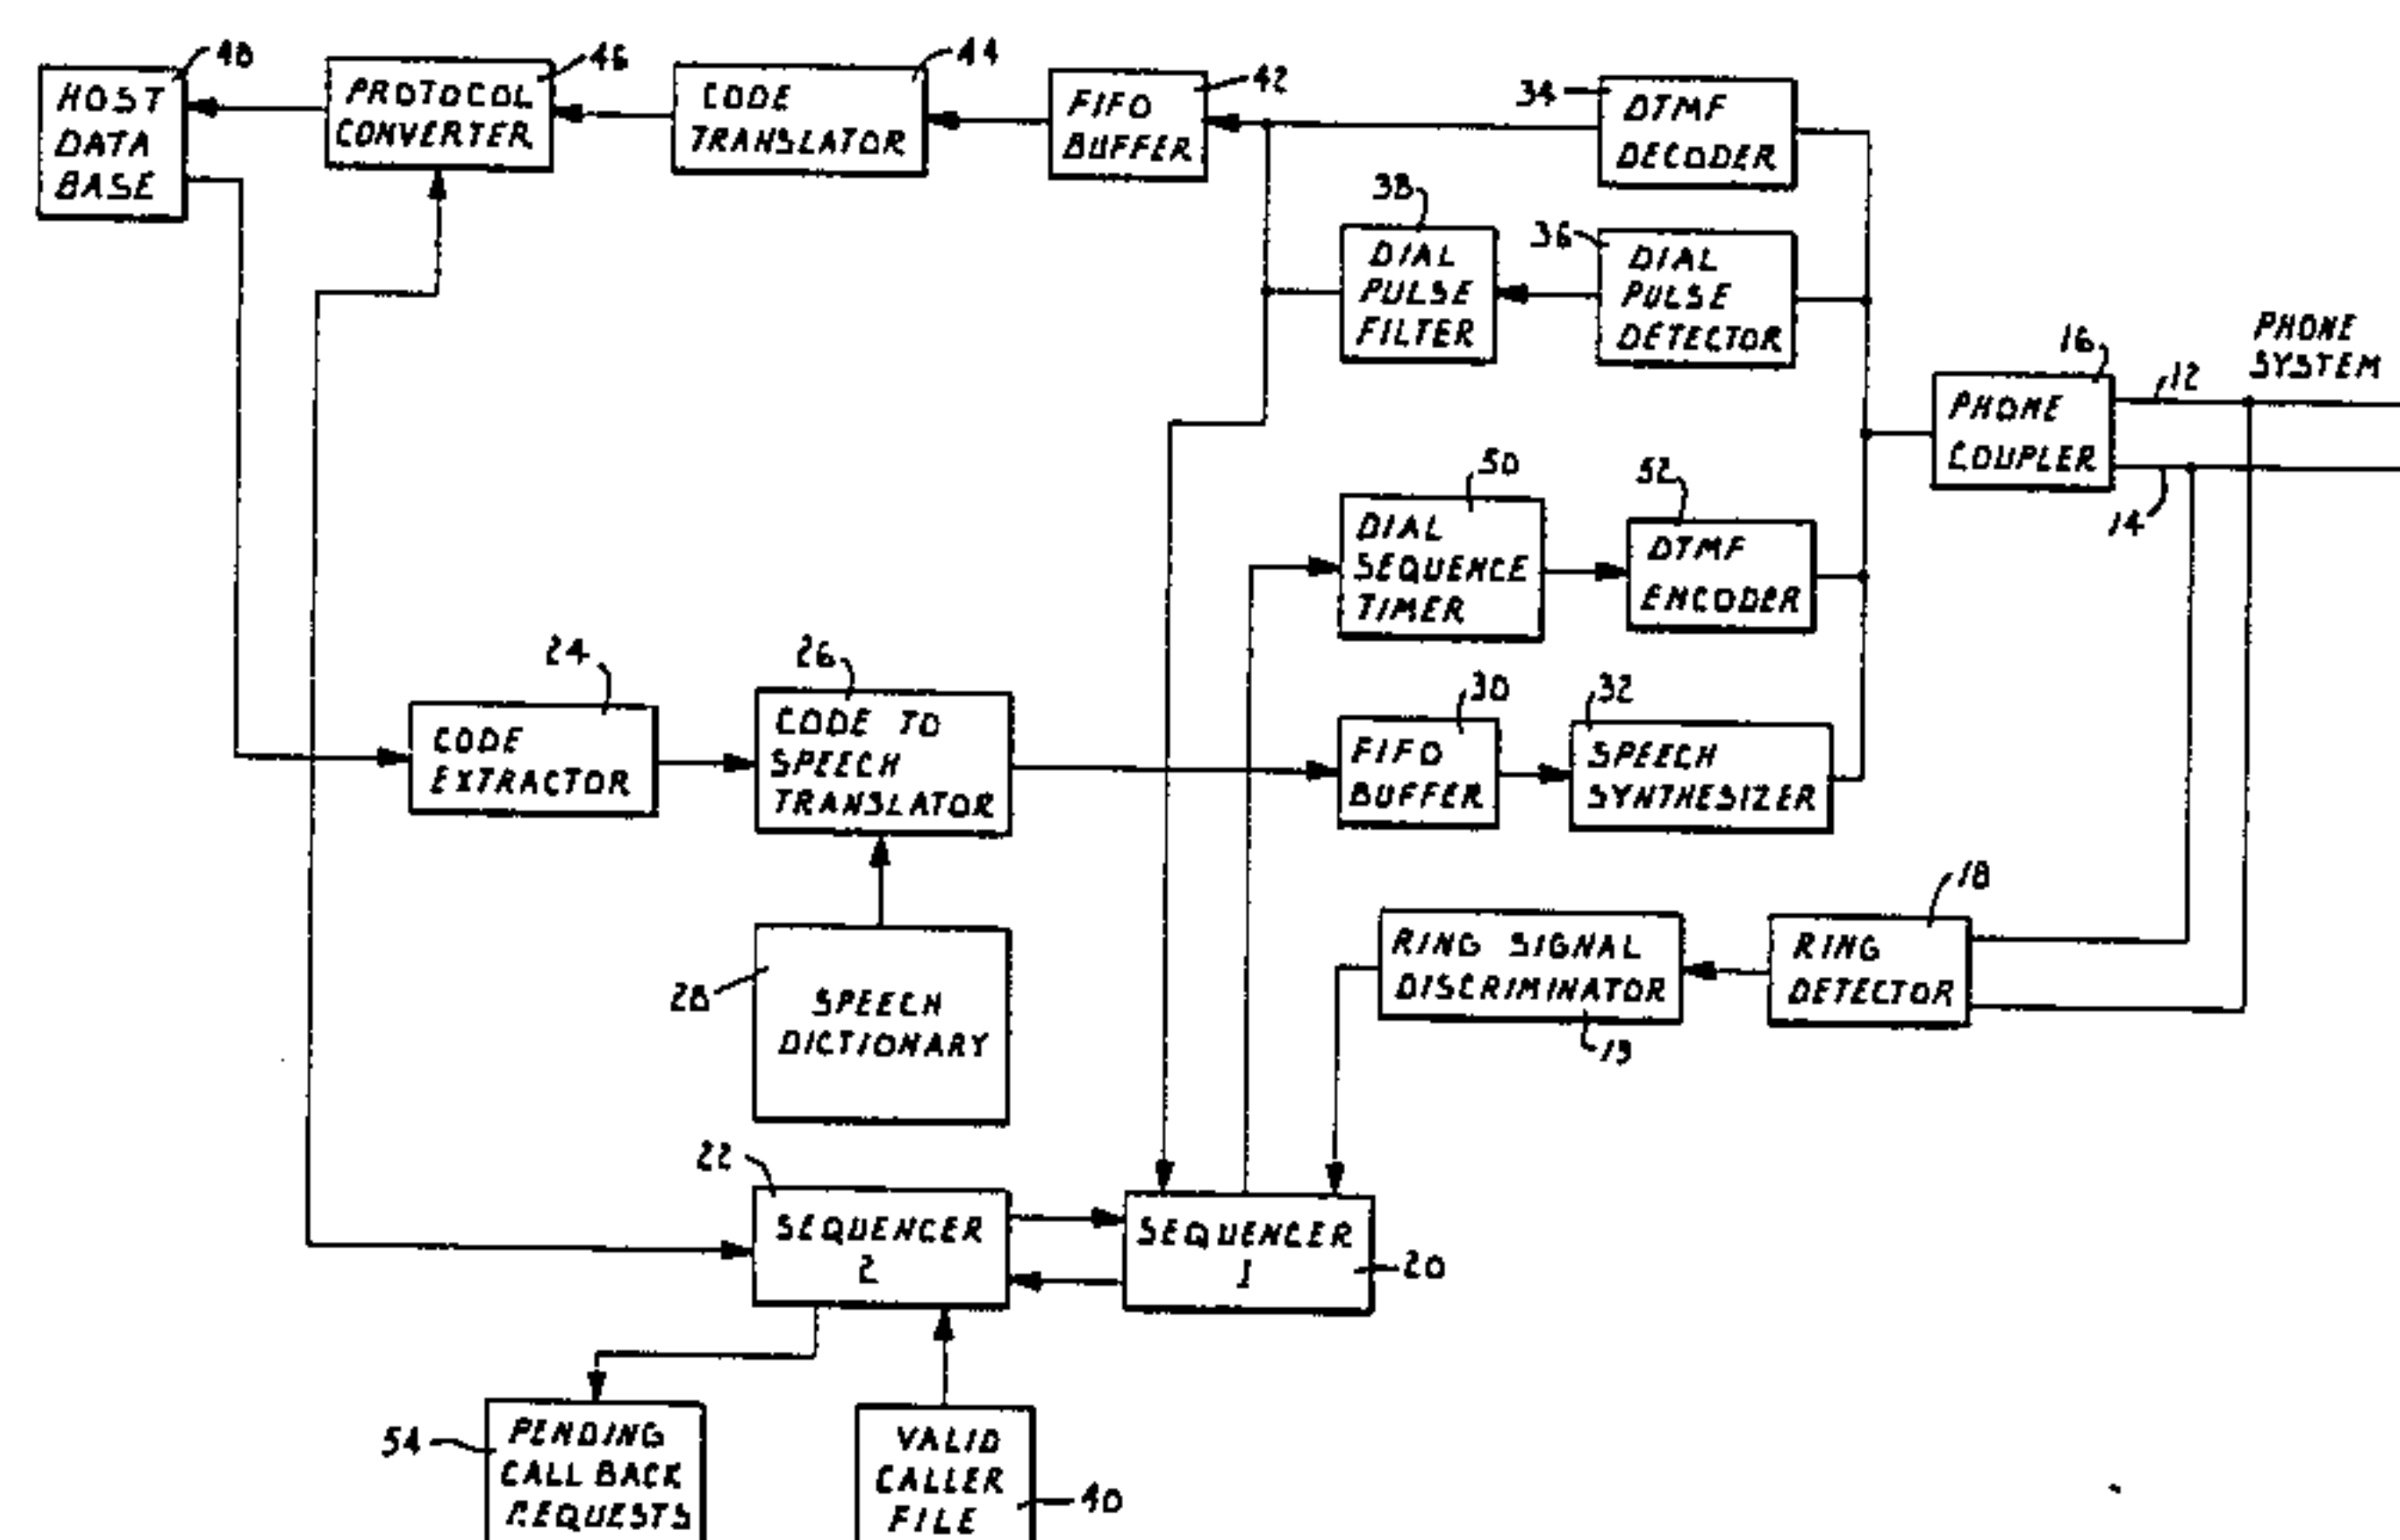 48
HOST
DATA
BASE
46
PROTOCOL
CONVERTER
44
CODE
TRANSLATOR
42
FIFO
BUFFER
34
DTMF
DECODER
38
DIAL
PULSE
FILTER
36
DIAL
PULSE
DETECTOR
PHONE
SYSTEM
16
12
PHONE
COUPLER
14
50
DIAL
SEQUENCE
TIMER
52
DTMF
ENCODER
24
CODE
EXTRACTOR
26
CODE TO
SPEECH
TRANSLATOR
30
FIFO
BUFFER
32
SPEECH
SYNTHESIZER
28
SPEECH
DICTIONARY
RING SIGNAL
DISCRIMINATOR
19
18
RING
DETECTOR
22
SEQUENCER
2
SEQUENCER
1
20
54
PENDING
CALL BACK
REQUESTS
VALID
CALLER
FILE
40